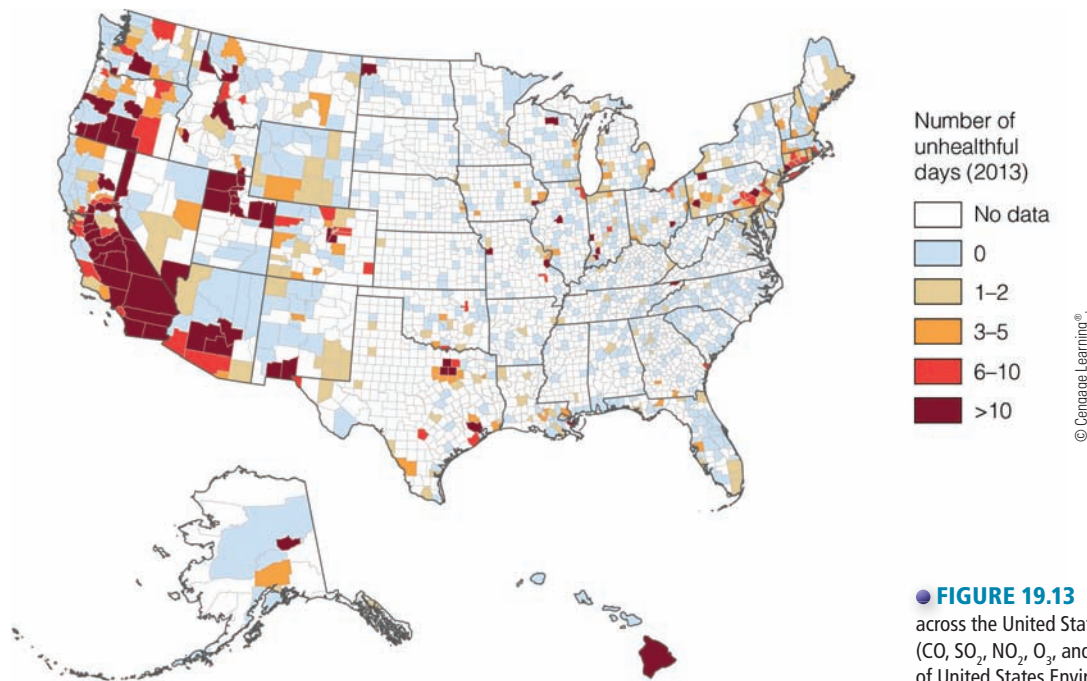 Number of
unhealthful
days (2013)
No data
0
1–2
3–5
6–10
>10
© Cengage Learning®.
● FIGURE 19.13
across the United Sta
(CO, SO₂, NO₂, O₃, and
of United States Envir